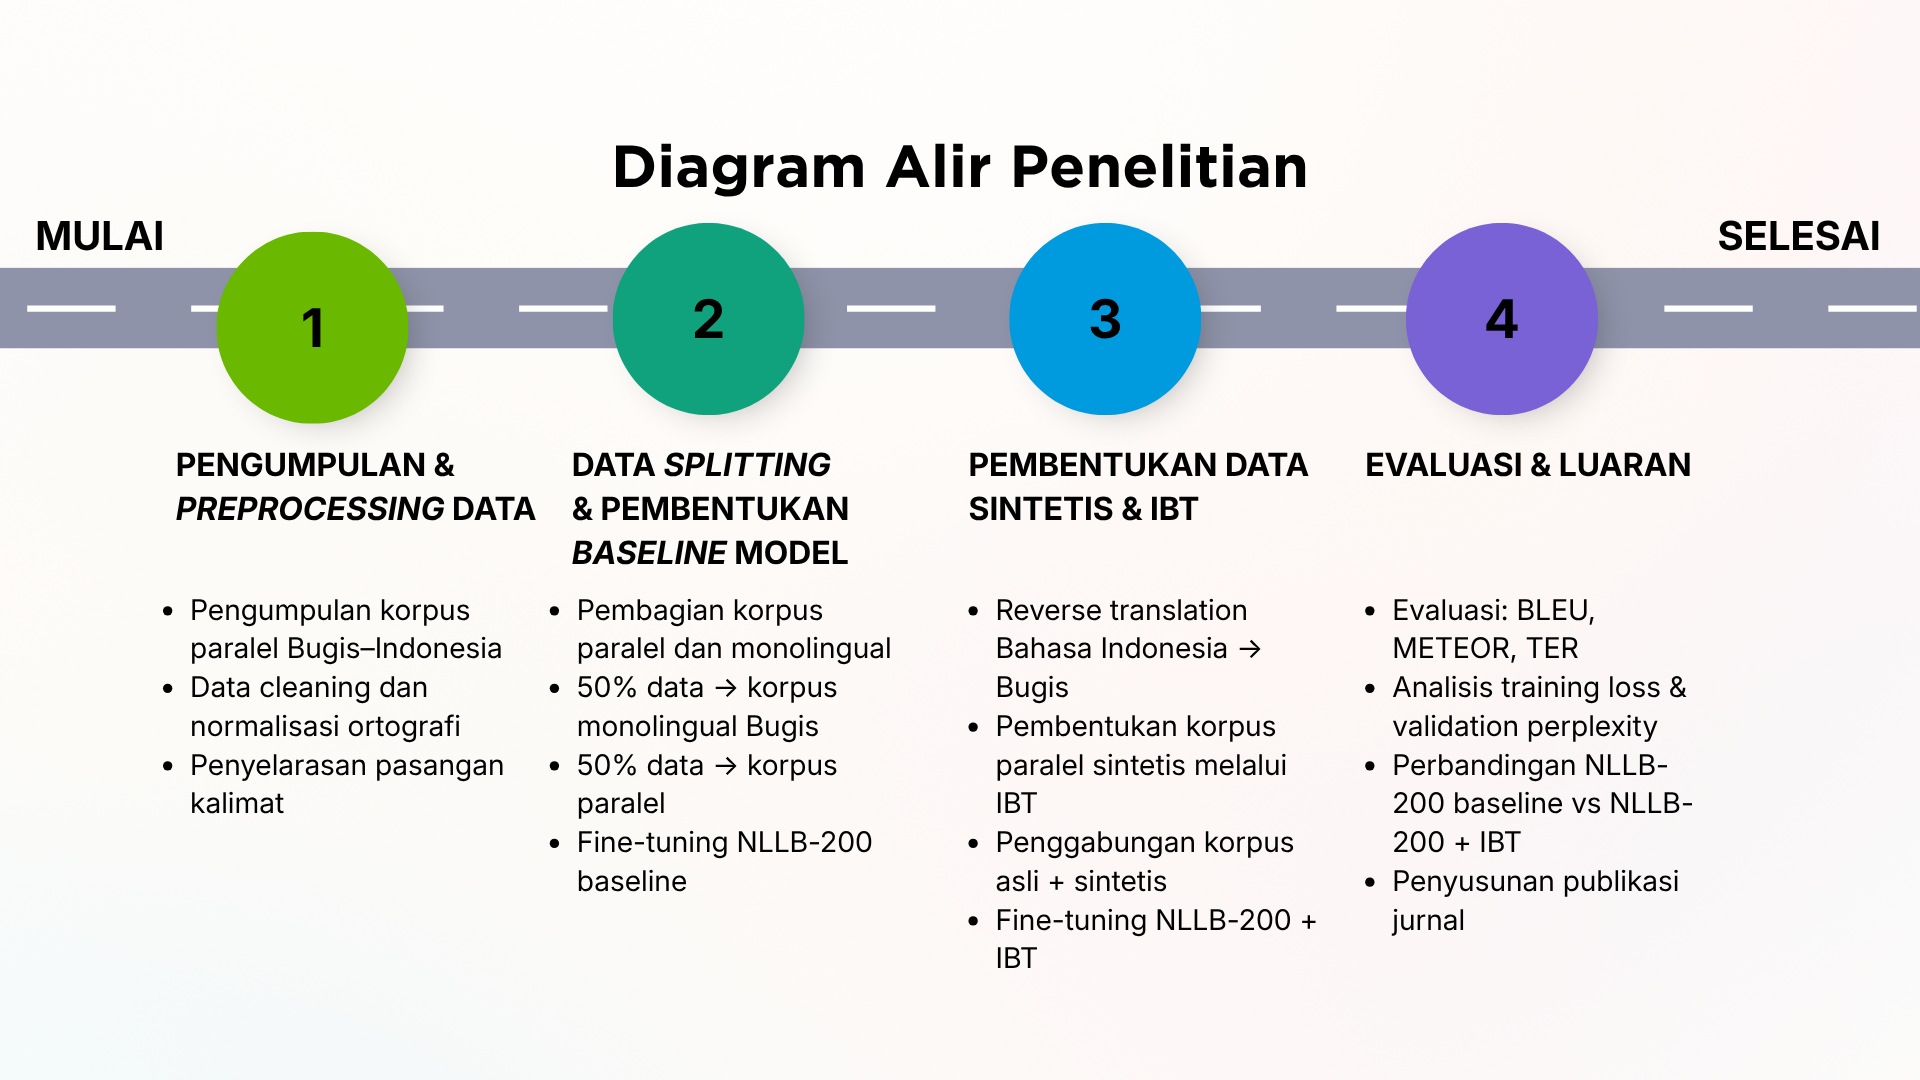 Diagram Alir Penelitian
MULAI
SELESAI
1
2
3
4
PENGUMPULAN &
PREPROCESSING DATA
• Pengumpulan korpus
paralel Bugis–Indonesia
• Data cleaning dan
normalisasi ortografi
• Penyelarasan pasangan
kalimat
DATA SPLITTING
& PEMBENTUKAN
BASELINE MODEL
• Pembagian korpus
paralel dan monolingual
• 50% data → korpus
monolingual Bugis
• 50% data → korpus
paralel
• Fine-tuning NLLB-200
baseline
PEMBENTUKAN DATA
SINTETIS & IBT
• Reverse translation
Bahasa Indonesia →
Bugis
• Pembentukan korpus
paralel sintetis melalui
IBT
• Penggabungan korpus
asli + sintetis
• Fine-tuning NLLB-200 +
IBT
EVALUASI & LUARAN
• Evaluasi: BLEU,
METEOR, TER
• Analisis training loss &
validation perplexity
• Perbandingan NLLB-
200 baseline vs NLLB-
200 + IBT
• Penyusunan publikasi
jurnal